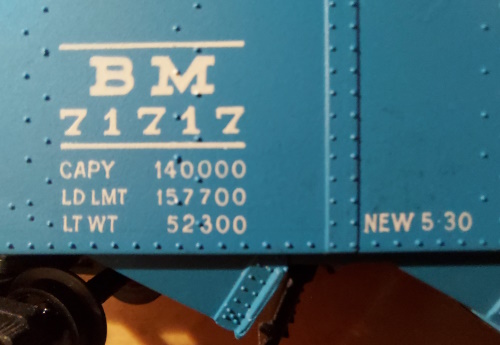 BM
71717
CAPY 140000
LD LMT 157700
LT WT 52300
NEW 5-30